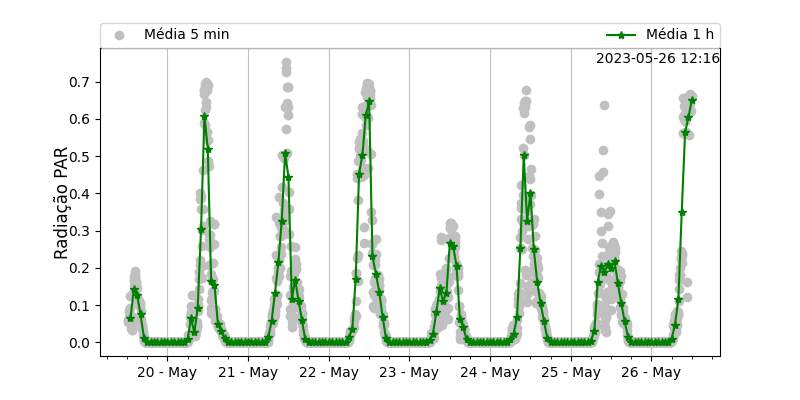 Média 5 min
Média 1 h
2023-05-26 12:16
Radiação PAR
0.7
0.6
0.5
0.4
0.3
0.2
0.1
0.0
20 - May
21 - May
22 - May
23 - May
24 - May
25 - May
26 - May